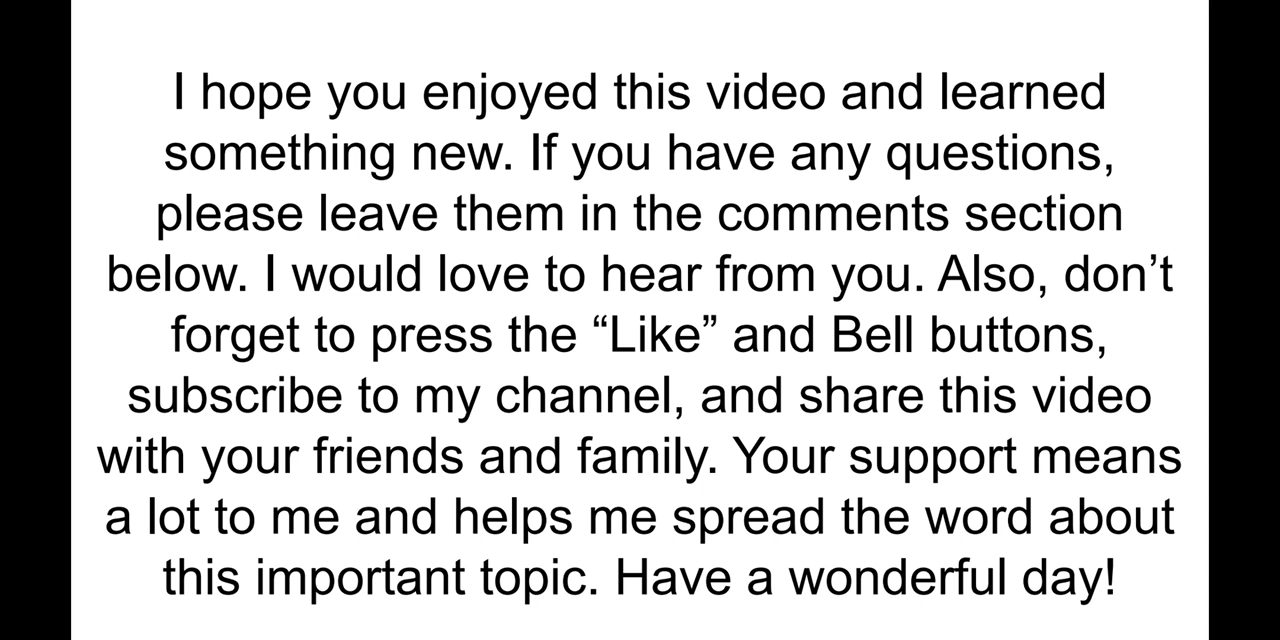 I hope you enjoyed this video and learned
something new. If you have any questions,
please leave them in the comments section
below. I would love to hear from you. Also, don’t
forget to press the “Like” and Bell buttons,
subscribe to my channel, and share this video
with your friends and family. Your support means
a lot to me and helps me spread the word about
this important topic. Have a wonderful day!